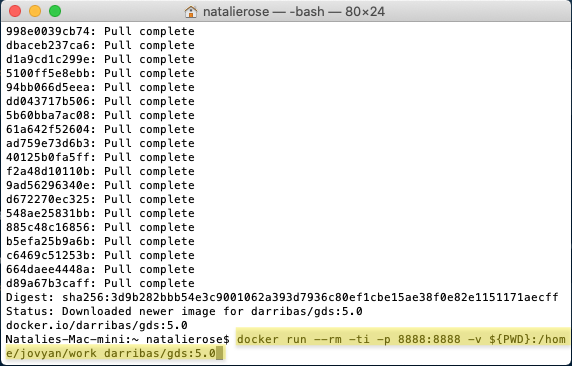 natalierose — -bash — 80×24
998e0039cb74: Pull complete
dbaceb237ca6: Pull complete
d1a9cd1c299e: Pull complete
5100ff5e8ebb: Pull complete
94bb066d5eea: Pull complete
dd043717b506: Pull complete
5b60bba7ac08: Pull complete
61a642f52604: Pull complete
ad759e73d6b3: Pull complete
40125b0fa5ff: Pull complete
f2a48d10110b: Pull complete
9ad56296340e: Pull complete
d672270ec325: Pull complete
548ae25831bb: Pull complete
885c48c16856: Pull complete
b5efa25b9a6b: Pull complete
c6469c51253b: Pull complete
664daee4448a: Pull complete
d89a67b3caff: Pull complete
Digest: sha256:3d9b282bbb54e3c9001062a393d7936c80ef1cbe15ae38f0e82e1151171aecff
Status: Downloaded newer image for darribas/gds:5.0
docker.io/darribas/gds:5.0
Natalies-Mac-mini:~ natalierose$ docker run --rm -ti -p 8888:8888 -v ${PWD}:/hom
e/jovyan/work darribas/gds:5.0